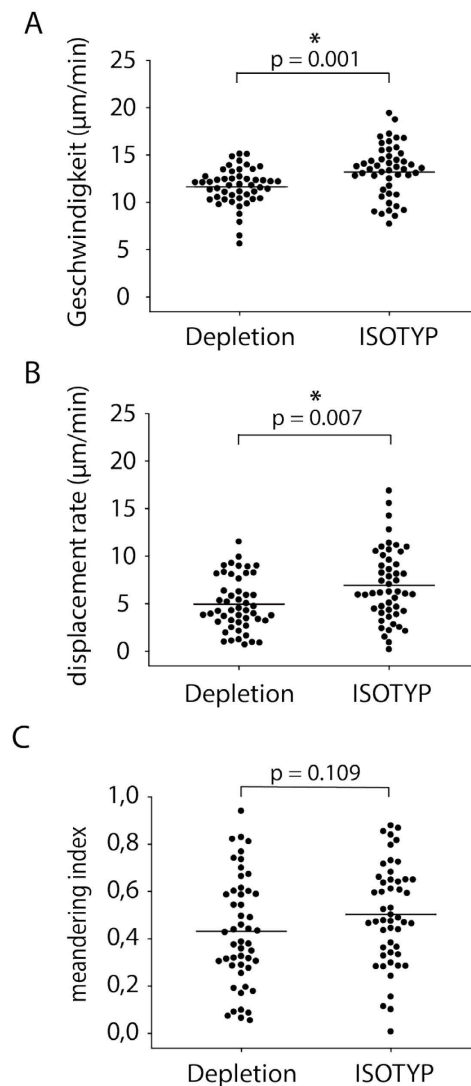 A
*
p = 0.001
Geschwindigkeit (µm/min)
25
20
15
10
5
0
Depletion ISOTYP
B
*
p = 0.007
displacement rate (µm/min)
25
20
15
10
5
0
Depletion ISOTYP
C
p = 0.109
meandering index
1,0
0,8
0,6
0,4
0,2
0,0
Depletion ISOTYP